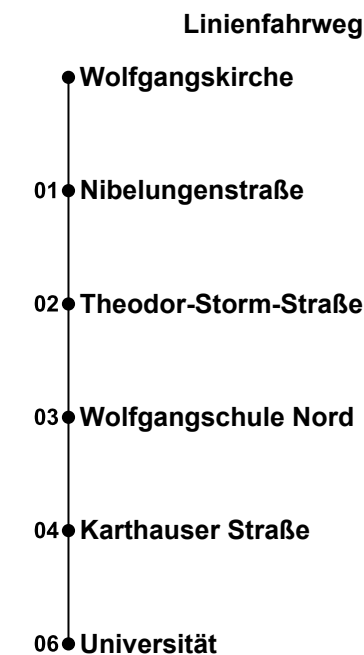 Linienfahrweg
Wolfgangskirche
01 Nibelungenstraße
02 Theodor-Storm-Straße
03 Wolfgangschule Nord
04 Karthauser Straße
06 Universität